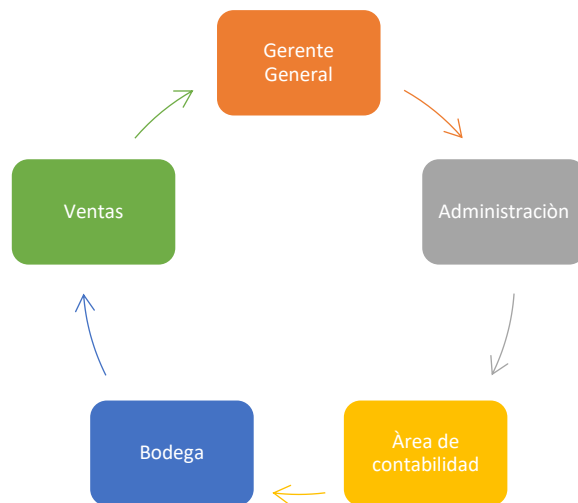 Gerente
General
Administraciòn
Àrea de
contabilidad
Bodega
Ventas